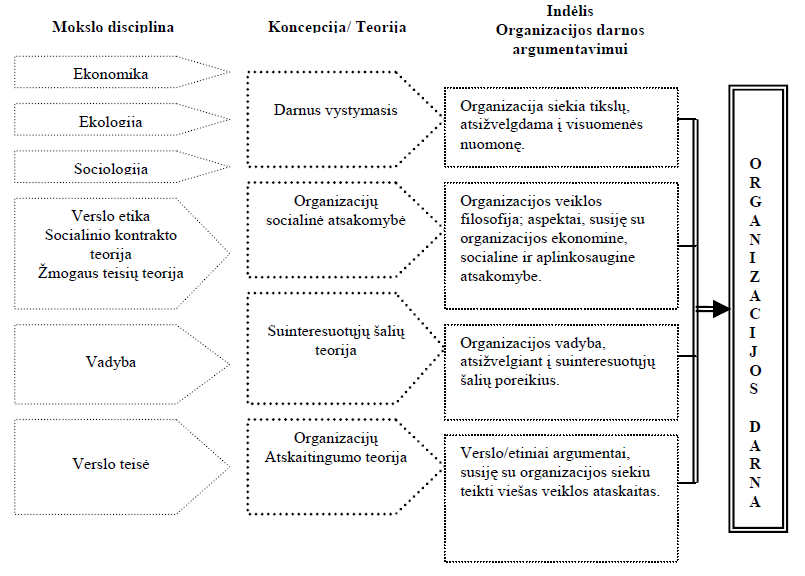 Mokslo disciplina
Koncepcija/ Teorija
Indėlis
Organizacijos darnos
argumentavimui
Ekonomika
Ekologija
Sociologija
Verslo etika
Socialinio kontrakto
teorija
Žmogaus teisių teorija
Vadyba
Verslo teisė
Darnus vystymasis
Organizacijų
socialinė atsakomybė
Suinteresuotųjų šalių
teorija
Organizacijų
Atskaitingumo teorija
Organizacija siekia tikslų,
atsižvelgdama į visuomenės
nuomonę.
Organizacijos veiklos
filosofija; aspektai, susiję su
organizacijos ekonomine,
socialine ir aplinkosaugine
atsakomybe.
Organizacijos vadyba,
atsižvelgiant į suinteresuotųjų
šalių poreikius.
Verslo/etiniai argumentai,
susiję su organizacijos siekiu
teikti viešas veiklos ataskaitas.
ORGANIZACIJOS DARNA